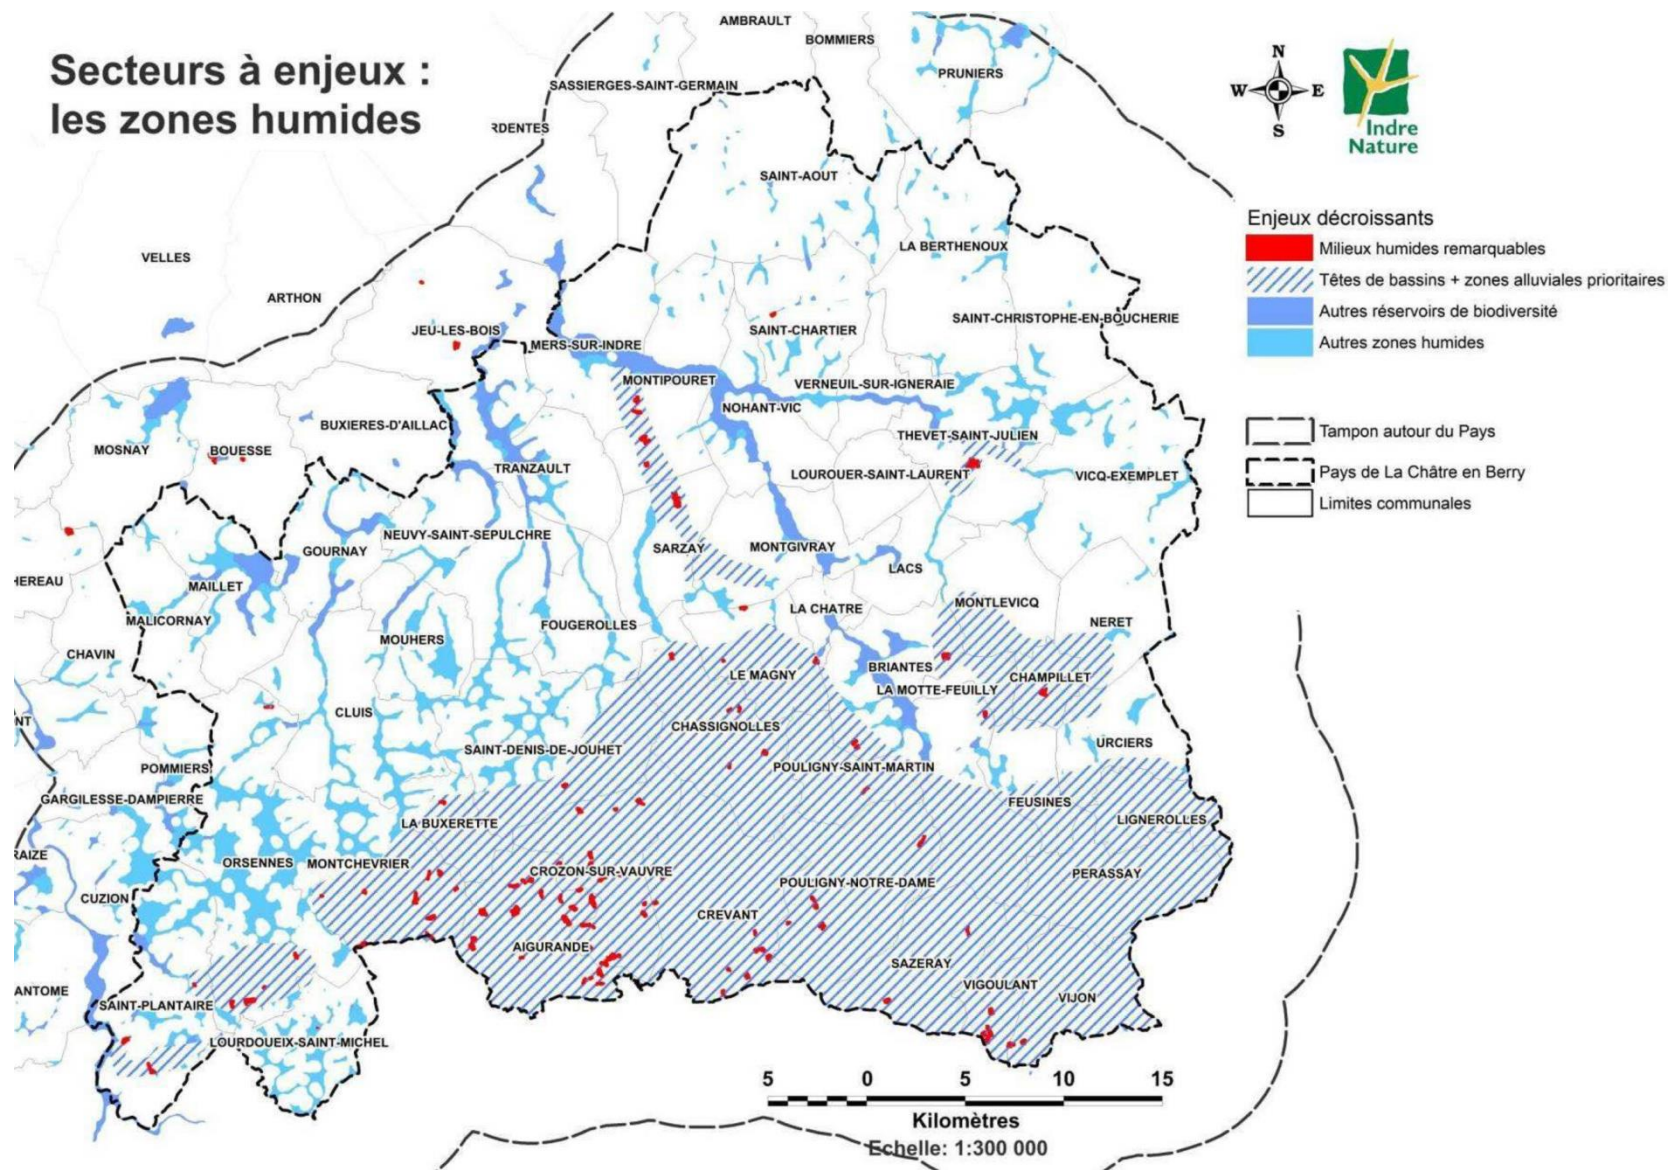 Secteurs à enjeux :
les zones humides
AMBRAULT
BOMMIERS
PRUNIERS
SASSIERGES-SAINT-GERMAIN
RDENTES
SAINT-AOUT
VELLES
ARTHON
LA BERTHENOUX
JEU-LES-BOIS
MERS-SUR-INDRE
SAINT-CHARTIER
SAINT-CHRISTOPHE-EN-BOUCHERIE
MONTIPOURET
VERNEUIL-SUR-IGNERAIE
NOHANT-VIC
BUXIERES-D'AILLAC
THEVET-SAINT-JULIEN
MOSNAY
BOUESSE
TRANZAULT
LOUROUER-SAINT-LAURENT
VICQ-EXEMPLET
NEUVY-SAINT-SEPULCHRE
GOURNAY
SARZAY
MONTGIVRAY
LACS
HEREAU
MAILLET
MALICORNAY
MOUHERS
FOUGEROLLES
LA CHATRE
MONTLEVICQ
NERET
CHAVIN
LE MAGNY
BRIANTES
CHAMPILLET
LA MOTTE-FEUILLY
NT
CLUIS
CHASSIGNOLLES
SAINT-DENIS-DE-JOUHET
URCIERS
POMMIERS
POULIGNY-SAINT-MARTIN
GARGILESSE-DAMPIERRE
FEUSINES
LA BUXERETTE
LIGNEROLLES
RAIZE
ORSENNES
MONTCHEVRIER
CROZON-SUR-VAUVRE
POULIGNY-NOTRE-DAME
PERASSAY
CUZION
CREVANT
AIGURANDE
SAZERAY
ANTOME
SAINT-PLANTAIRE
VIGOULANT
VIJON
LOURDOUEIX-SAINT-MICHEL
N
W E
S
Indre
Nature
Enjeux décroissants
Milieux humides remarquables
Têtes de bassins + zones alluviales prioritaires
Autres réservoirs de biodiversité
Autres zones humides
Tampon autour du Pays
Pays de La Châtre en Berry
Limites communales
5 0 5 10 15
Kilomètres
Echelle: 1:300 000